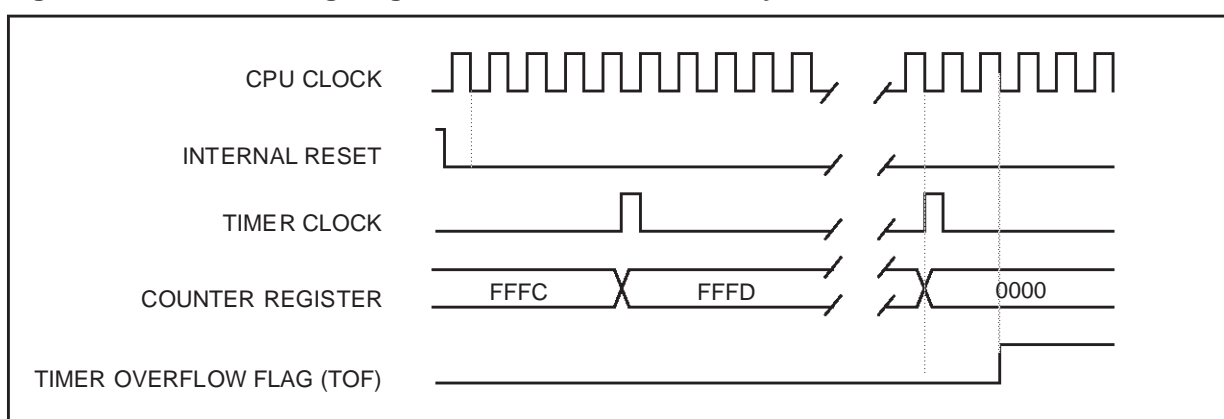 CPU CLOCK
INTERNAL RESET
TIMER CLOCK
COUNTER REGISTER
FFFC
FFFD
0000
TIMER OVERFLOW FLAG (TOF)